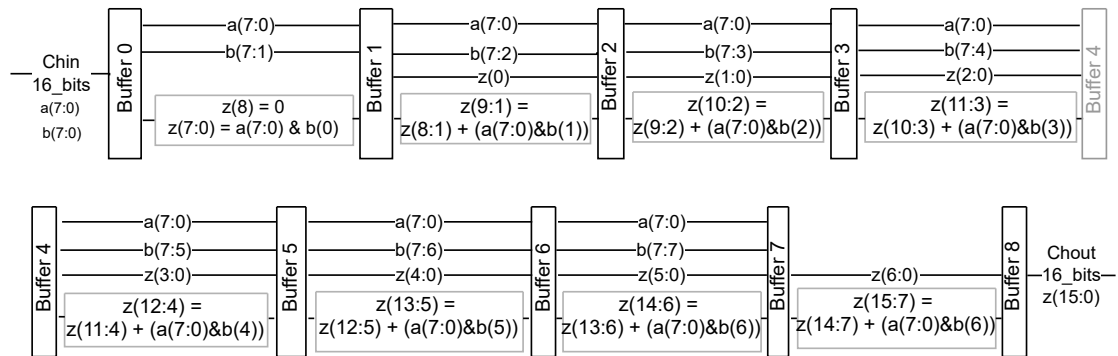 Chin
16_bits
a(7:0)
b(7:0)
Buffer 0
a(7:0)
b(7:1)
z(8) = 0
z(7:0) = a(7:0) & b(0)
Buffer 1
a(7:0)
b(7:2)
z(0)
z(9:1) =
z(8:1) + (a(7:0)&b(1))
Buffer 2
a(7:0)
b(7:3)
z(1:0)
z(10:2) =
z(9:2) + (a(7:0)&b(2))
Buffer 3
a(7:0)
b(7:4)
z(2:0)
z(11:3) =
z(10:3) + (a(7:0)&b(3))
Buffer 4
Buffer 4
a(7:0)
b(7:5)
z(3:0)
z(12:4) =
z(11:4) + (a(7:0)&b(4))
Buffer 5
a(7:0)
b(7:6)
z(4:0)
z(13:5) =
z(12:5) + (a(7:0)&b(5))
Buffer 6
a(7:0)
b(7:7)
z(5:0)
z(14:6) =
z(13:6) + (a(7:0)&b(6))
Buffer 7
z(6:0)
z(15:7) =
z(14:7) + (a(7:0)&b(6))
Buffer 8
Chout
16_bits
z(15:0)